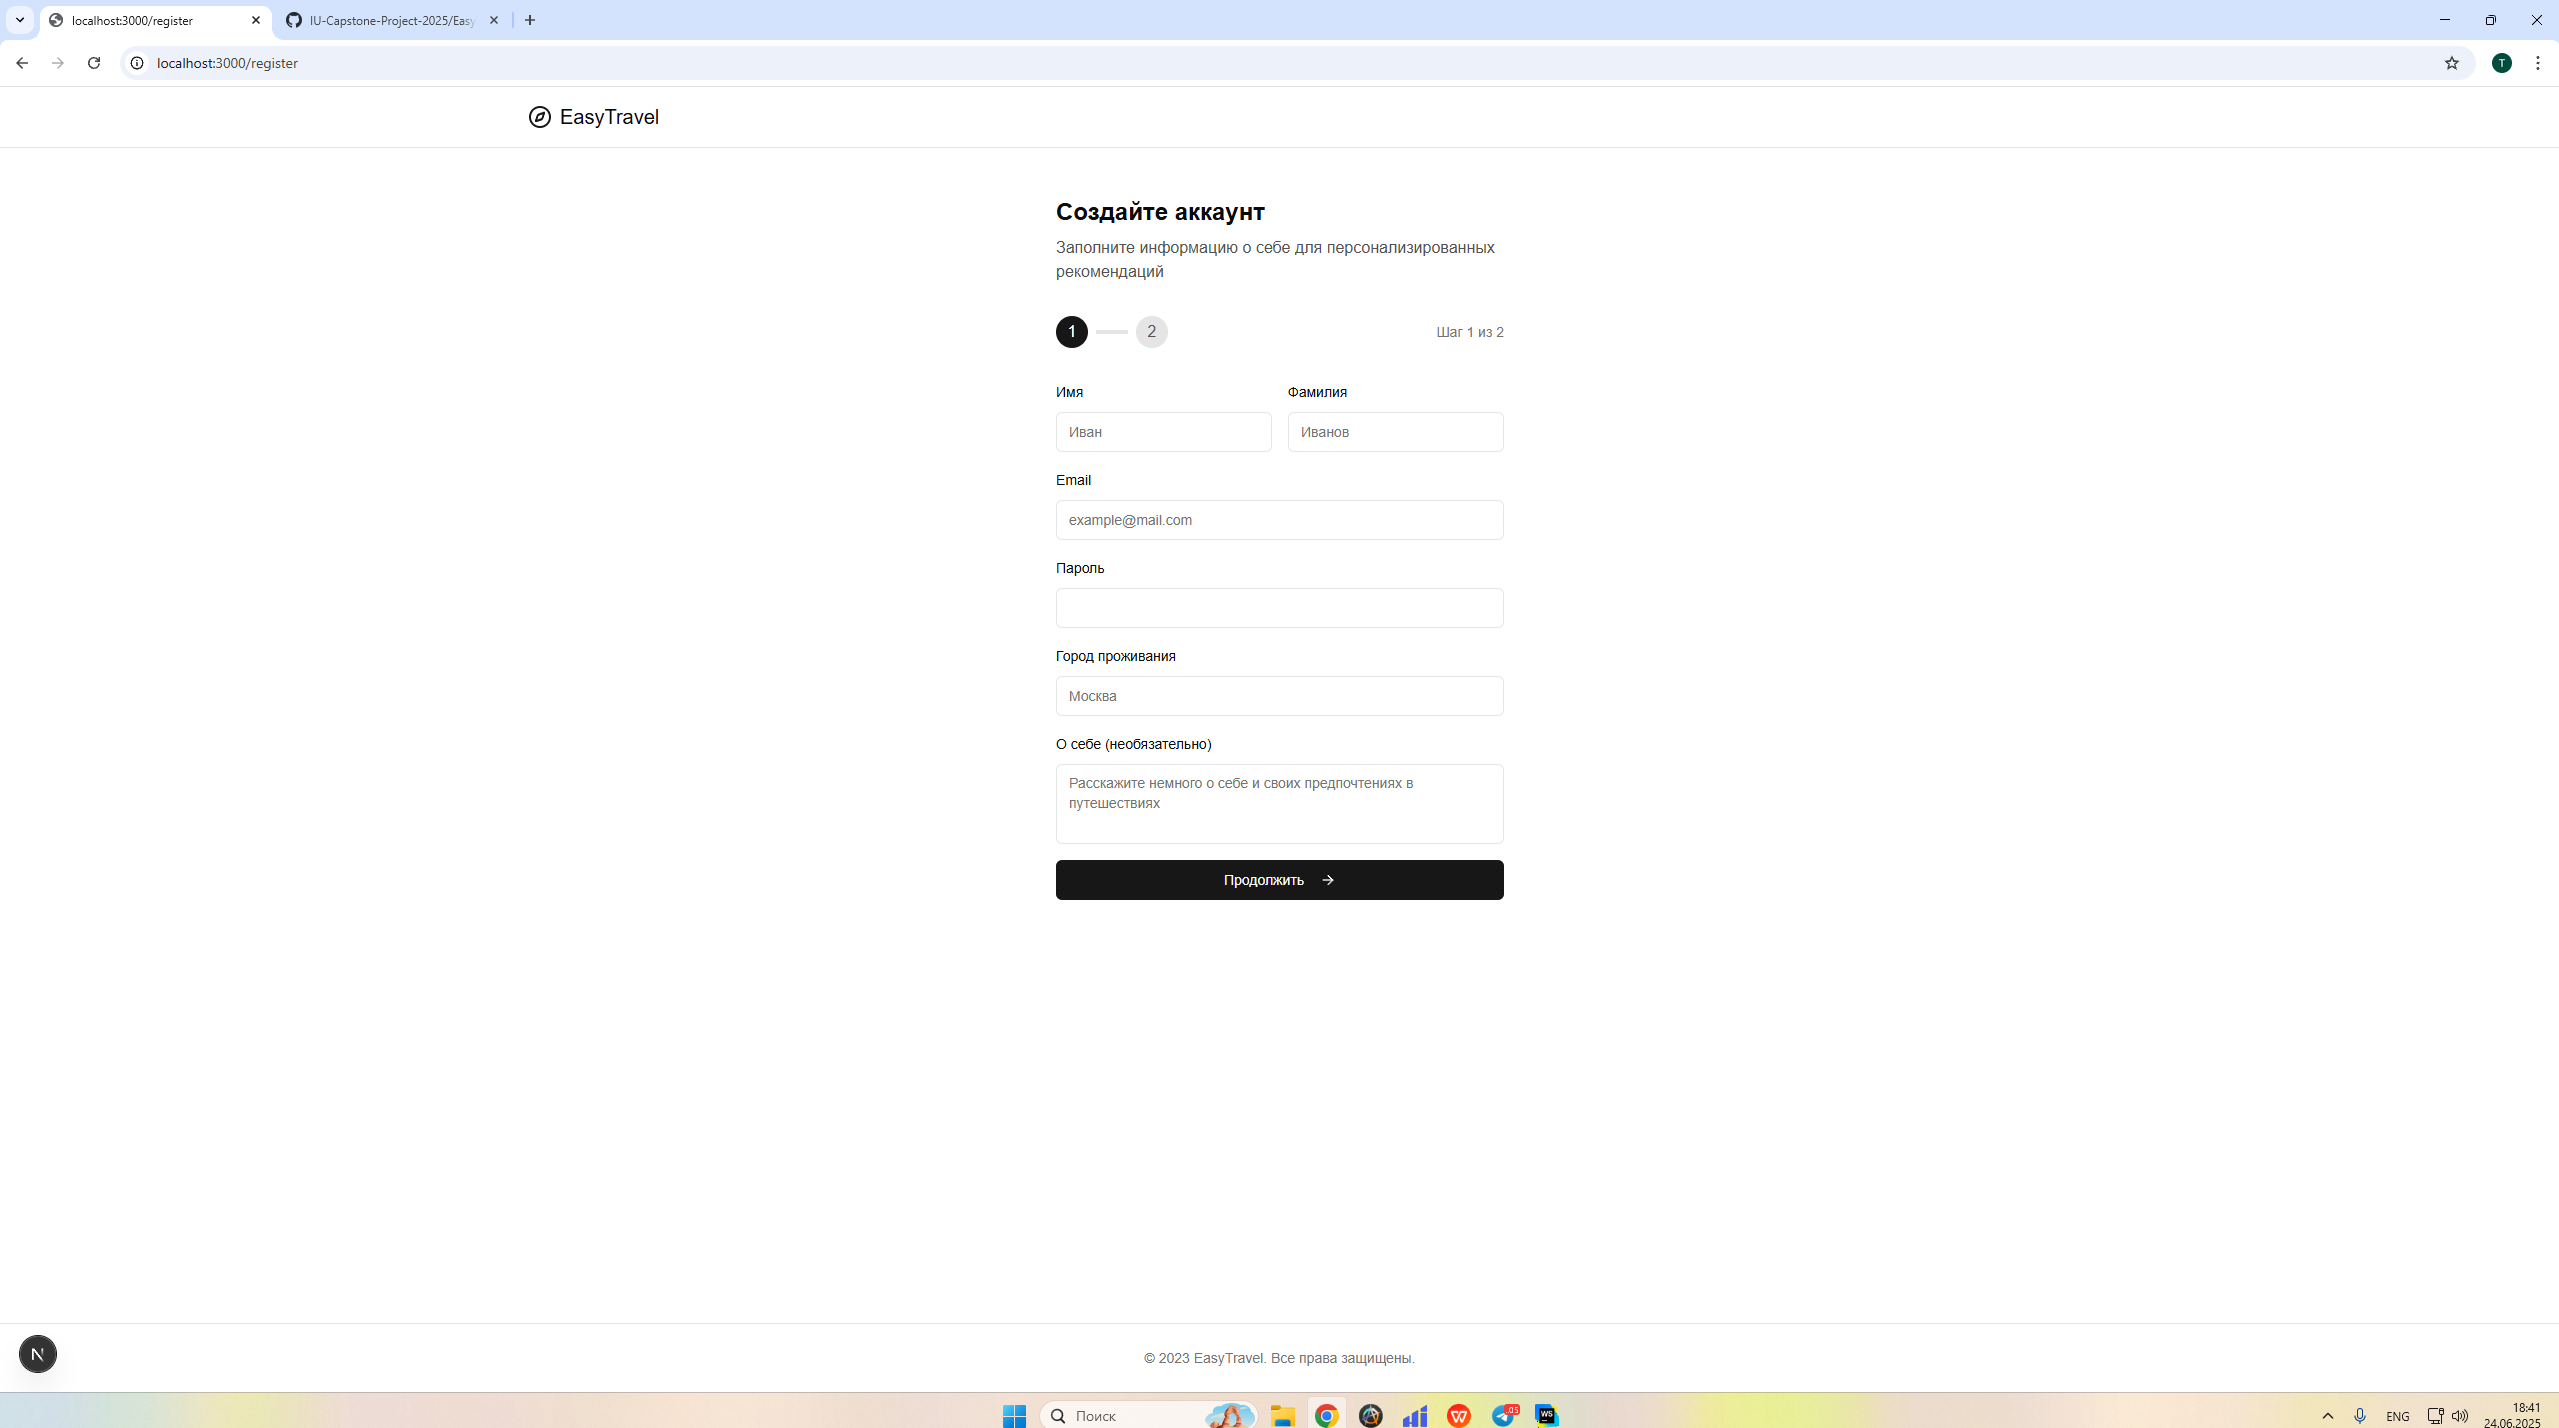 localhost:3000/register
IU-Capstone-Project-2025/Easy
localhost:3000/register
T
EasyTravel
Создайте аккаунт
Заполните информацию о себе для персонализированных
рекомендаций
1
2
Шаг 1 из 2
Имя
Фамилия
Иван
Иванов
Email
example@mail.com
Пароль
Город проживания
Москва
О себе (необязательно)
Расскажите немного о себе и своих предпочтениях в
путешествиях
Продолжить
N
© 2023 EasyTravel. Все права защищены.
Поиск
WS
ENG
18:41
24.06.2025